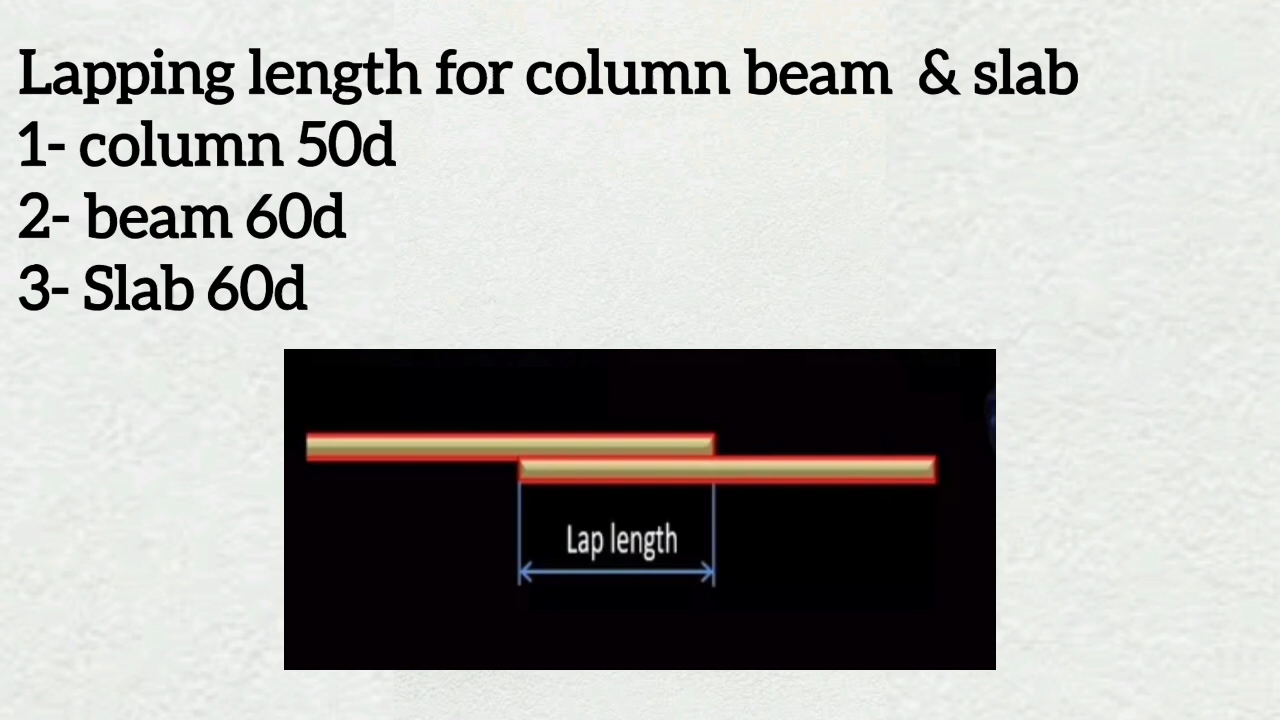 Lapping length for column beam & slab
1- column 50d
2- beam 60d
3- Slab 60d
Lap length